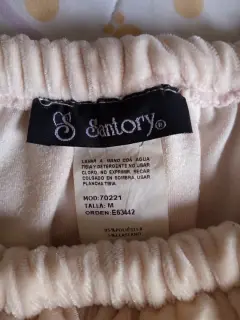 S Santory®
LAVAR A MANO CON AGUA
FRIA Y DETERGENTE NO USAR
CLORO, NO EXPRIMIR, SECAR
COLGADO EN SOMBRA, USAR
PLANCHA TIBIA.
MOD: 70221
TALLA: M
ORDEN: E63442